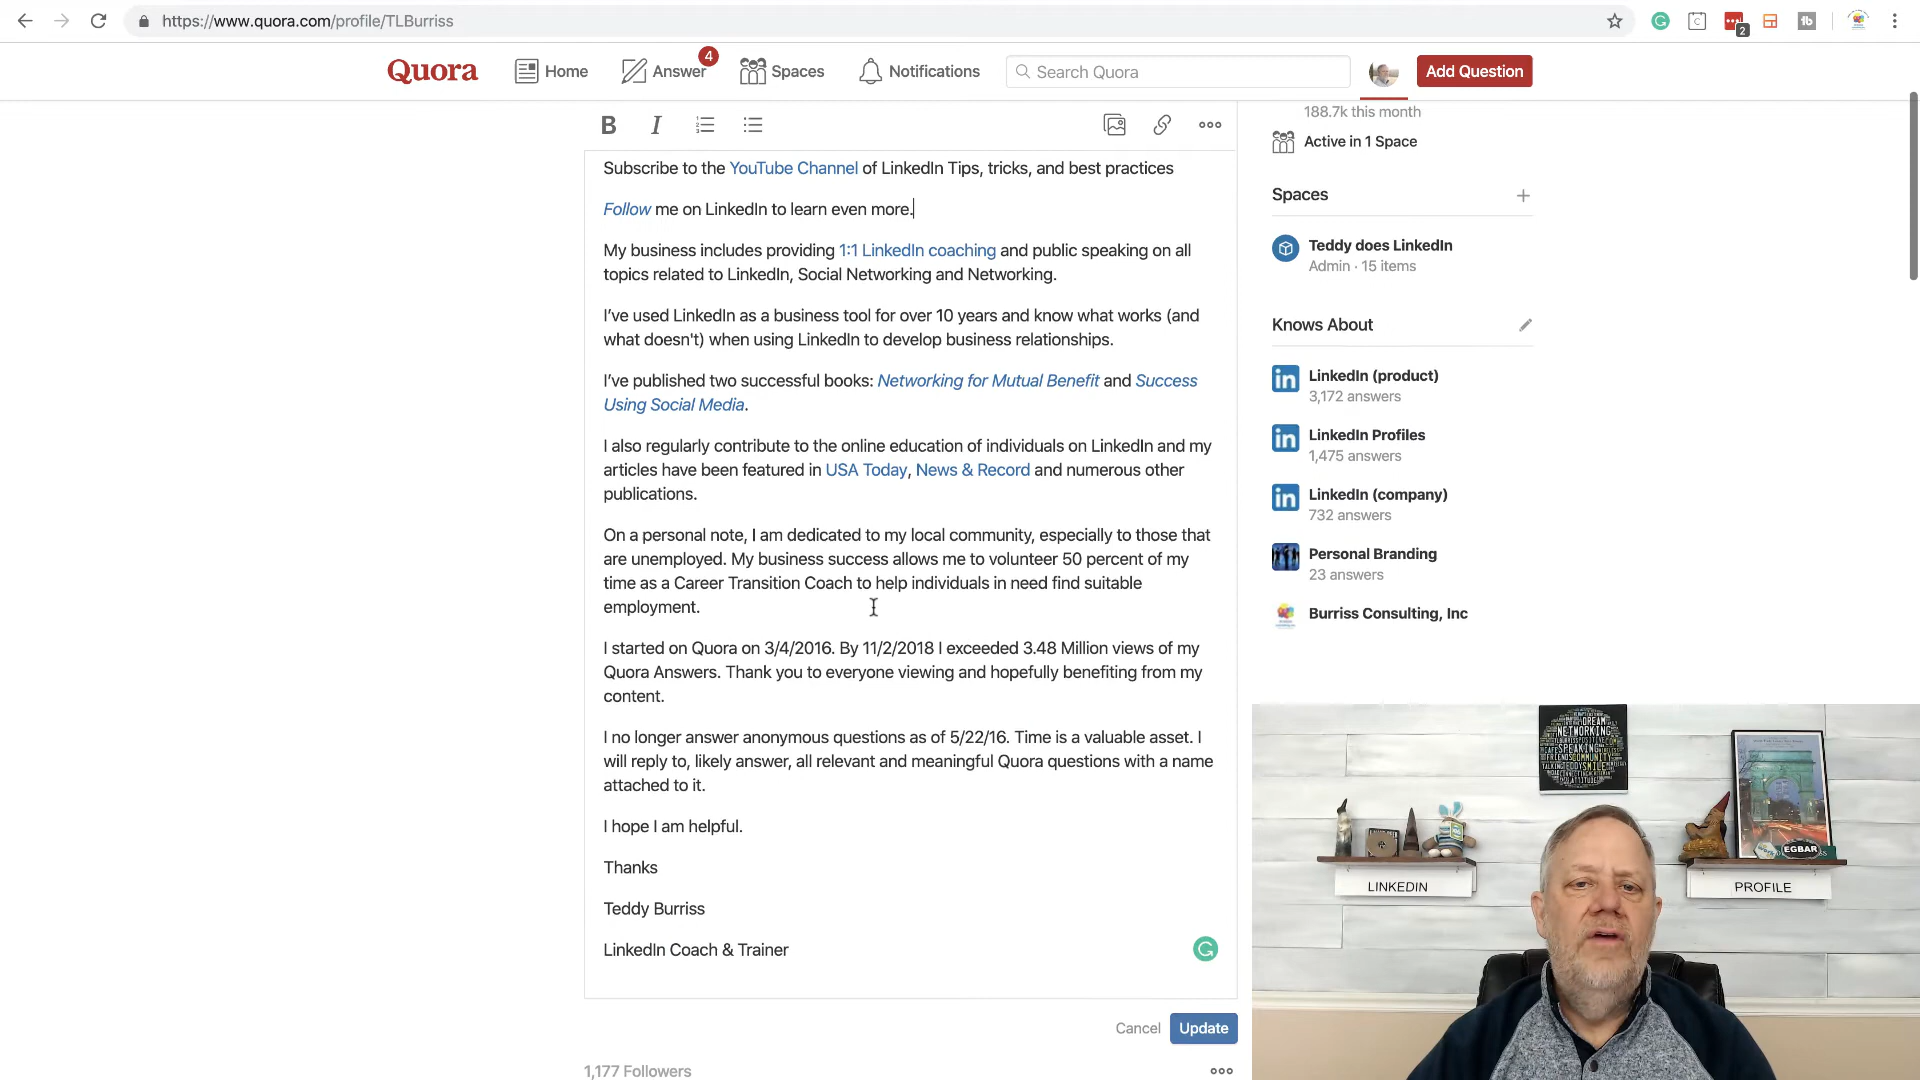 https://www.quora.com/profile/TLBurriss
2
Quora
Home
Answer
4
Spaces
Notifications
Search Quora
Add Question
B I
Subscribe to the YouTube Channel of LinkedIn Tips, tricks, and best practices
Follow me on LinkedIn to learn even more.
My business includes providing 1:1 LinkedIn coaching and public speaking on all
topics related to LinkedIn, Social Networking and Networking.
I've used LinkedIn as a business tool for over 10 years and know what works (and
what doesn't) when using LinkedIn to develop business relationships.
I've published two successful books: Networking for Mutual Benefit and Success
Using Social Media.
I also regularly contribute to the online education of individuals on LinkedIn and my
articles have been featured in USA Today, News & Record and numerous other
publications.
On a personal note, I am dedicated to my local community, especially to those that
are unemployed. My business success allows me to volunteer 50 percent of my
time as a Career Transition Coach to help individuals in need find suitable
employment.
I started on Quora on 3/4/2016. By 11/2/2018 I exceeded 3.48 Million views of my
Quora Answers. Thank you to everyone viewing and hopefully benefiting from my
content.
I no longer answer anonymous questions as of 5/22/16. Time is a valuable asset. I
will reply to, likely answer, all relevant and meaningful Quora questions with a name
attached to it.
I hope I am helpful.
Thanks
Teddy Burriss
LinkedIn Coach & Trainer
Cancel
Update
1,177 Followers
188.7k this month
Active in 1 Space
Spaces
Teddy does LinkedIn
Admin · 15 items
Knows About
LinkedIn (product)
3,172 answers
LinkedIn Profiles
1,475 answers
LinkedIn (company)
732 answers
Personal Branding
23 answers
Burriss Consulting, Inc
DREAM
NETWORKING
SPEAKING
FRIENDS COMMUNITY
SMILE
EGBAR
LINKEDIN
PROFILE